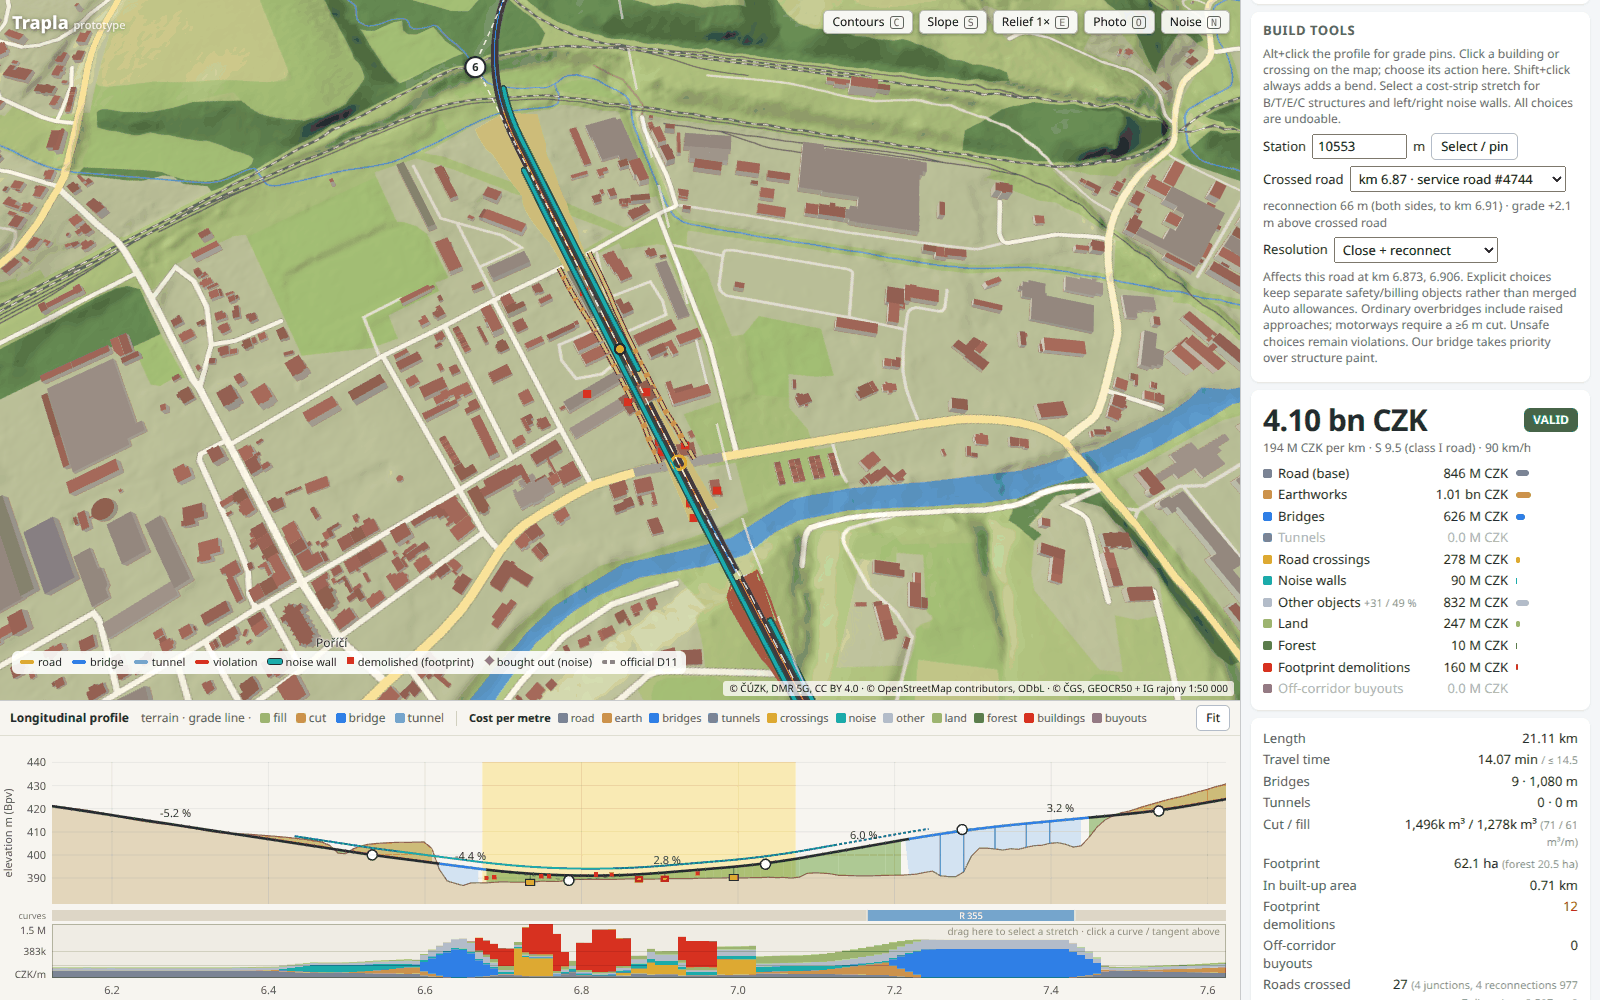 Trapla prototype
Contours C
Slope S
Relief 1× E
Photo O
Noise N
6
Poříčí
road
bridge
tunnel
violation
noise wall
demolished (footprint)
bought out (noise)
official D11
© ČÚZK, DMR 5G, CC BY 4.0 · © OpenStreetMap contributors, ODbL · © ČGS, GEOCR50 + IG rajony 1:50 000
Longitudinal profile terrain · grade line · fill cut bridge tunnel
Cost per metre road earth bridges tunnels crossings noise other land forest buildings buyouts
Fit
elevation m (Bpv)
440
430
420
410
400
390
-5.2 %
-4.4 %
2.8 %
6.0 %
3.2 %
curves
R 355
1.5 M
383k
CZK/m
drag here to select a stretch · click a curve / tangent above
6.2 6.4 6.6 6.8 7.0 7.2 7.4 7.6
BUILD TOOLS
Alt+click the profile for grade pins. Click a building or
crossing on the map; choose its action here. Shift+click
always adds a bend. Select a cost-strip stretch for
B/T/E/C structures and left/right noise walls. All choices
are undoable.
Station 10553 m Select / pin
Crossed road km 6.87 · service road #4744
reconnection 66 m (both sides, to km 6.91) · grade +2.1
m above crossed road
Resolution Close + reconnect
Affects this road at km 6.873, 6.906. Explicit choices
keep separate safety/billing objects rather than merged
Auto allowances. Ordinary overbridges include raised
approaches; motorways require a ≥6 m cut. Unsafe
choices remain violations. Our bridge takes priority
over structure paint.
4.10 bn CZK VALID
194 M CZK per km · S 9.5 (class I road) · 90 km/h
Road (base) 846 M CZK
Earthworks 1.01 bn CZK
Bridges 626 M CZK
Tunnels 0.0 M CZK
Road crossings 278 M CZK
Noise walls 90 M CZK
Other objects +31 / 49 % 832 M CZK
Land 247 M CZK
Forest 10 M CZK
Footprint demolitions 160 M CZK
Off-corridor buyouts 0.0 M CZK
Length 21.11 km
Travel time 14.07 min / ≤ 14.5
Bridges 9 · 1,080 m
Tunnels 0 · 0 m
Cut / fill 1,496k m³ / 1,278k m³ (71 / 61
m³/m)
Footprint 62.1 ha (forest 20.5 ha)
In built-up area 0.71 km
Footprint 12
demolitions
Off-corridor 0
buyouts
Roads crossed 27 (4 junctions, 4 reconnections 977